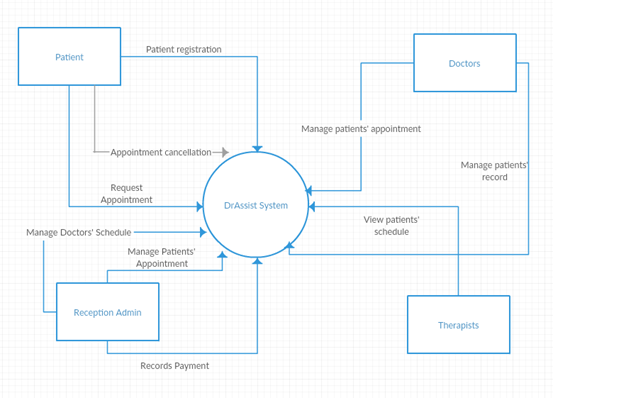 Patient
Patient registration
Doctors
Manage patients' appointment
Appointment cancellation
Manage patients'
record
Request
Appointment
DrAssist System
View patients'
schedule
Manage Doctors' Schedule
Manage Patients'
Appointment
Reception Admin
Therapists
Records Payment